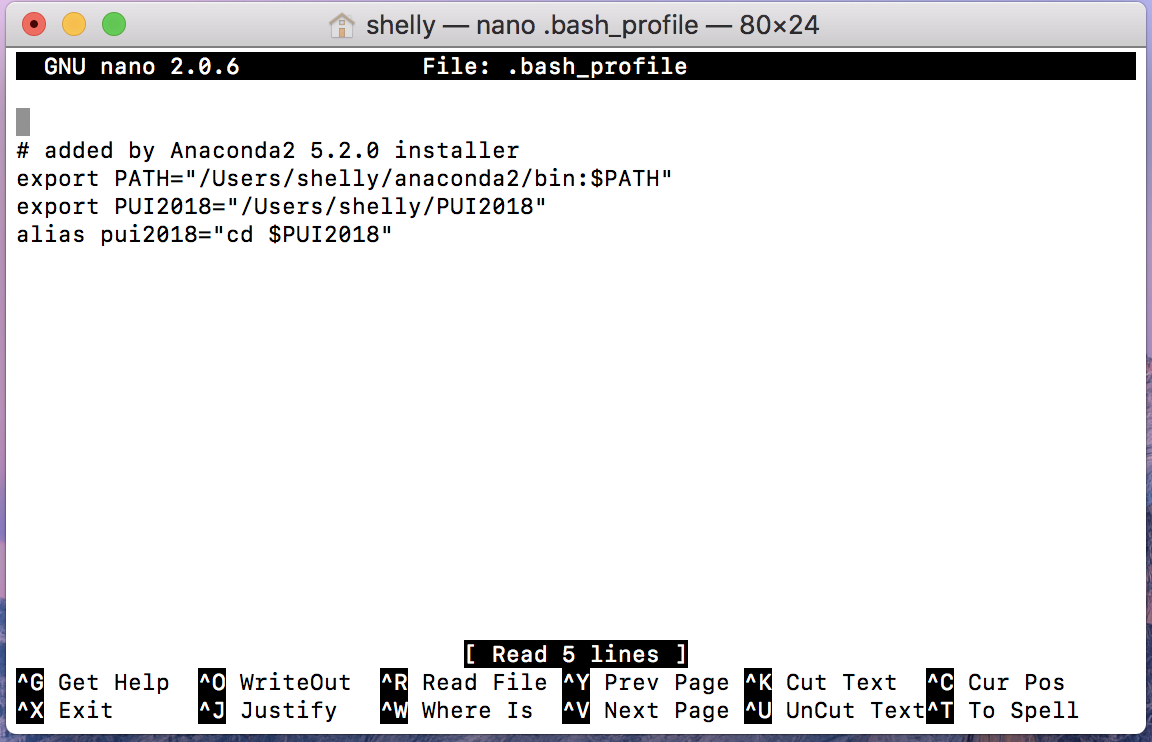 shelly — nano .bash_profile — 80×24
GNU nano 2.0.6 File: .bash_profile
# added by Anaconda2 5.2.0 installer
export PATH="/Users/shelly/anaconda2/bin:$PATH"
export PUI2018="/Users/shelly/PUI2018"
alias pui2018="cd $PUI2018"
[ Read 5 lines ]
^G Get Help ^O WriteOut ^R Read File ^Y Prev Page ^K Cut Text ^C Cur Pos
^X Exit ^J Justify ^W Where Is ^V Next Page ^U UnCut Text ^T To Spell